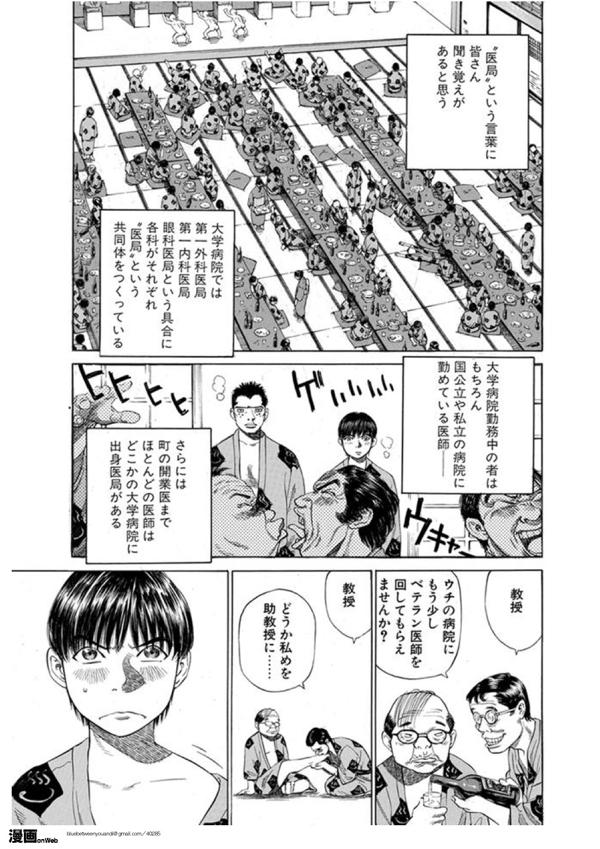 〝医局〟という言葉に
皆さん
聞き覚えが
あると思う
大学病院では
第一外科医局
第一内科医局
眼科医局という具合に
各科がそれぞれ
〝医局〟という
共同体をつくっている
大学病院勤務中の者は
もちろん
国公立や私立の病院に
勤めている医師──
ゲハハハハ
ウキャキャ
ヒヒヒ
さらには
町の開業医まで
ほとんどの医師は
どこかの大学病院に
出身医局がある
教授
ウチの病院に
もう少し
ベテラン医師を
回してもらえ
ませんか?
教授
どうか私めを
助教授に……
漫画 on Web
bluebetweenyouandi@gmail.com/40285